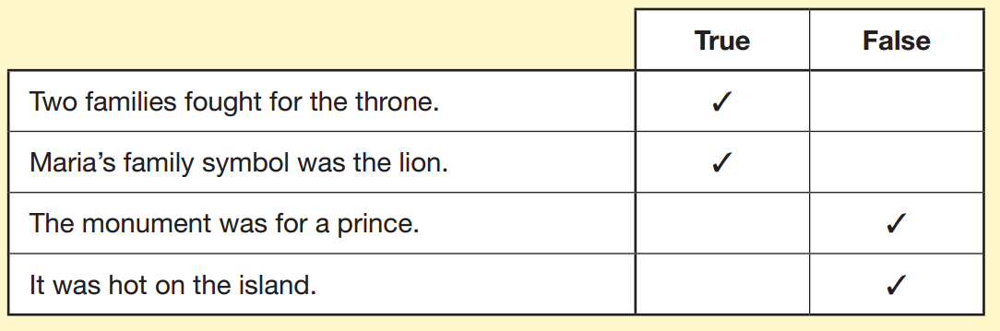 True False
Two families fought for the throne. ✓
Maria's family symbol was the lion. ✓
The monument was for a prince. ✓
It was hot on the island. ✓